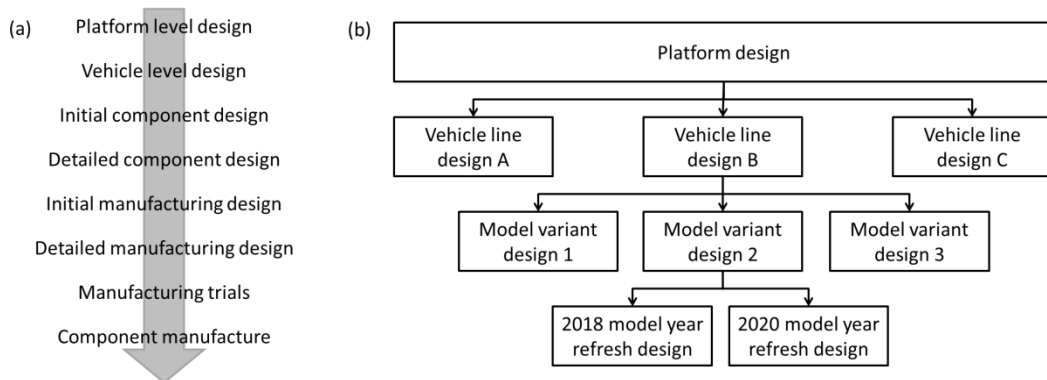 (a)
Platform level design
Vehicle level design
Initial component design
Detailed component design
Initial manufacturing design
Detailed manufacturing design
Manufacturing trials
Component manufacture
(b)
Platform design
Vehicle line
design A
Vehicle line
design B
Vehicle line
design C
Model variant
design 1
Model variant
design 2
Model variant
design 3
2018 model year
refresh design
2020 model year
refresh design